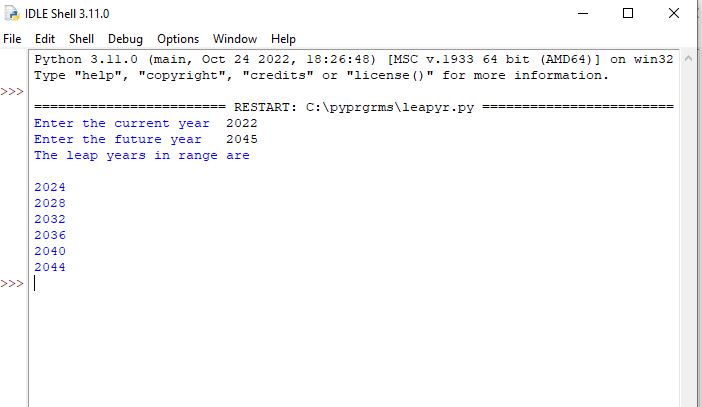 IDLE Shell 3.11.0
File Edit Shell Debug Options Window Help
Python 3.11.0 (main, Oct 24 2022, 18:26:48) [MSC v.1933 64 bit (AMD64)] on win32
Type "help", "copyright", "credits" or "license()" for more information.
>>>
======================== RESTART: C:\pyprgrms\leapyr.py ========================
Enter the current year  2022
Enter the future year   2045
The leap years in range are
2024
2028
2032
2036
2040
2044
>>>